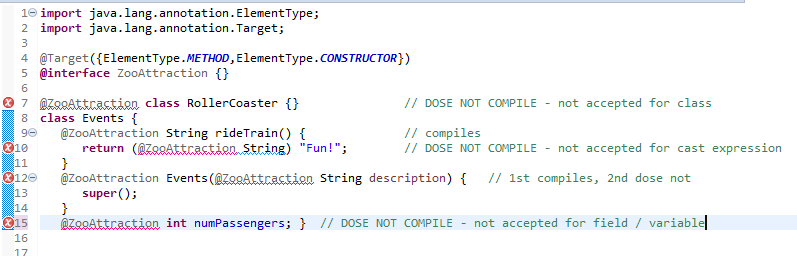 1 import java.lang.annotation.ElementType;
2 import java.lang.annotation.Target;
3
4 @Target({ElementType.METHOD,ElementType.CONSTRUCTOR})
5 @interface ZooAttraction {}
6
7 @ZooAttraction class RollerCoaster {} // DOSE NOT COMPILE - not accepted for class
8 class Events {
9 @ZooAttraction String rideTrain() { // compiles
10 return (@ZooAttraction String) "Fun!"; // DOSE NOT COMPILE - not accepted for cast expression
11 }
12 @ZooAttraction Events(@ZooAttraction String description) { // 1st compiles, 2nd dose not
13 super();
14 }
15 @ZooAttraction int numPassengers; } // DOSE NOT COMPILE - not accepted for field / variable
16
17